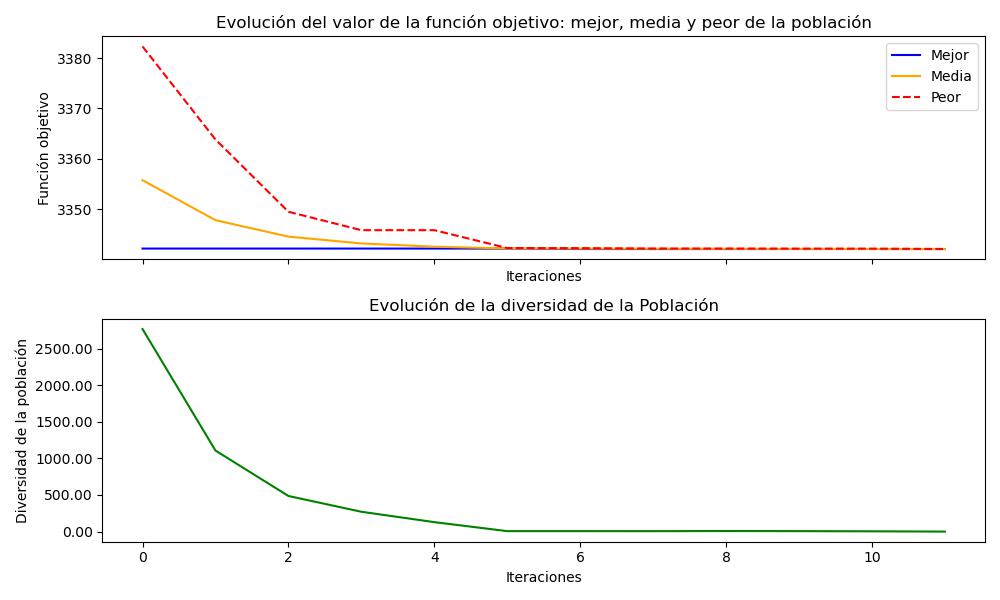 Evolución del valor de la función objetivo: mejor, media y peor de la población
Función objetivo
3380
3370
3360
3350
Mejor
Media
Peor
Iteraciones
Evolución de la diversidad de la Población
Diversidad de la población
2500.00
2000.00
1500.00
1000.00
500.00
0.00
0 2 4 6 8 10
Iteraciones